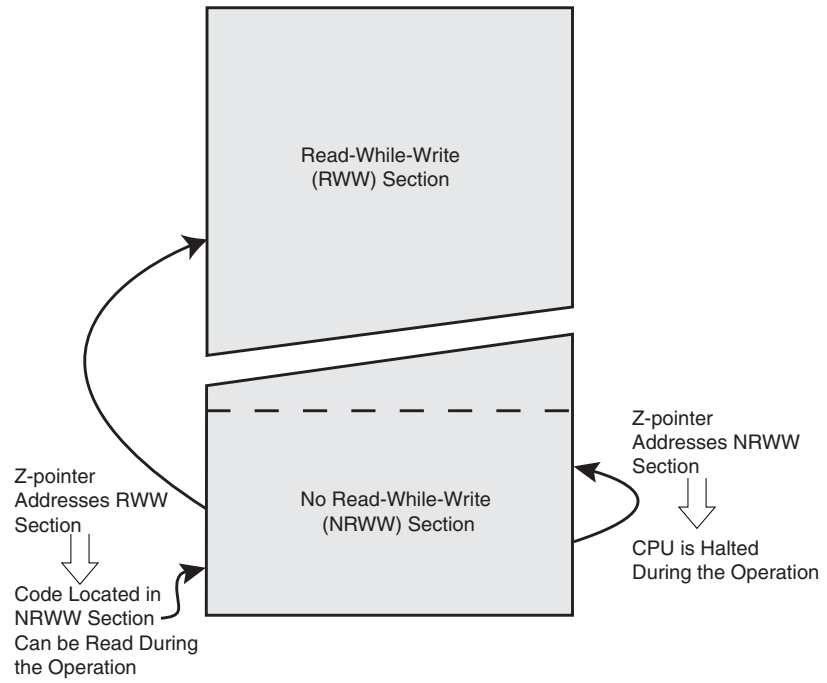 Read-While-Write
(RWW) Section
Z-pointer
Addresses NRWW
Section
Z-pointer
Addresses RWW
Section
No Read-While-Write
(NRWW) Section
CPU is Halted
During the Operation
Code Located in
NRWW Section
Can be Read During
the Operation